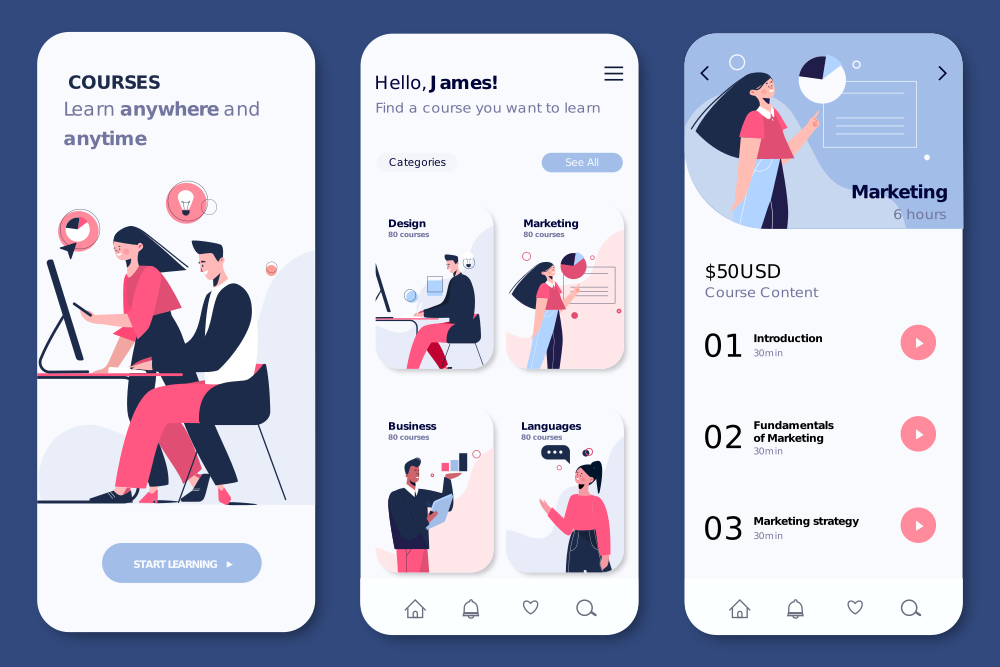 COURSES
Learn anywhere and
anytime
START LEARNING
Hello, James!
Find a course you want to learn
Categories
See All
Design
80 courses
Marketing
80 courses
Business
80 courses
Languages
80 courses
Marketing
6 hours
$50USD
Course Content
01 Introduction
30min
02 Fundamentals
of Marketing
30min
03 Marketing strategy
30min